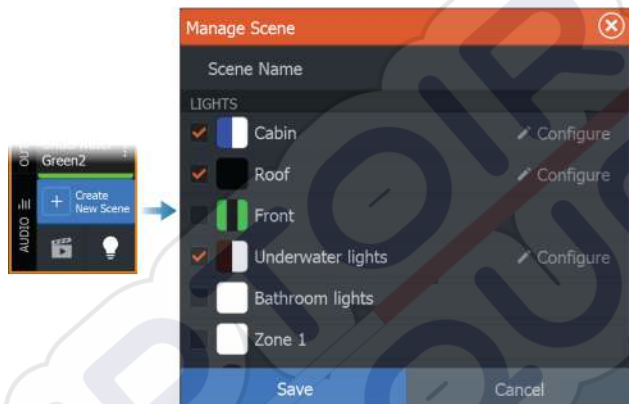 Manage Scene
Scene Name
LIGHTS
Cabin
Configure
Roof
Configure
Front
Underwater lights
Configure
Bathroom lights
Zone 1
Save
Cancel
Green2
Create
New Scene
AUDIO